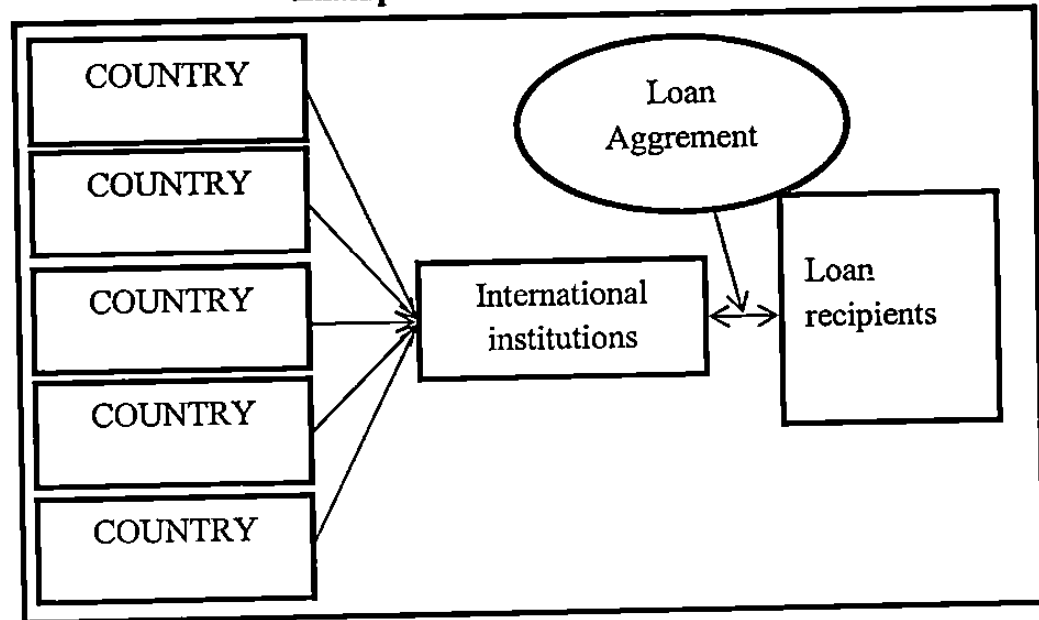 COUNTRY
COUNTRY
COUNTRY
COUNTRY
COUNTRY
International
institutions
Loan
Aggrement
Loan
recipients